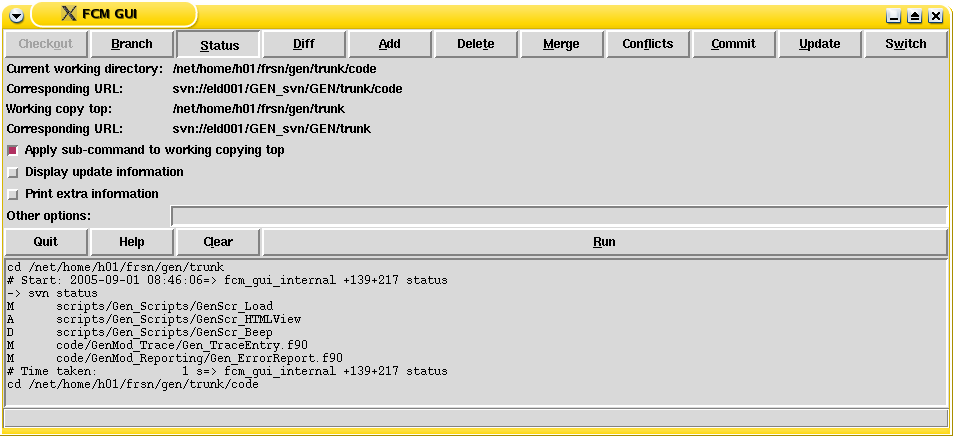 FCM GUI
Checkout Branch Status Diff Add Delete Merge Conflicts Commit Update Switch
Current working directory: /net/home/h01/frsn/gen/trunk/code
Corresponding URL: svn://eld001/GEN_svn/GEN/trunk/code
Working copy top: /net/home/h01/frsn/gen/trunk
Corresponding URL: svn://eld001/GEN_svn/GEN/trunk
Apply sub-command to working copying top
Display update information
Print extra information
Other options:
Quit Help Clear Run
cd /net/home/h01/frsn/gen/trunk
# Start: 2005-09-01 08:46:06=> fcm_gui_internal +139+217 status
-> svn status
M      scripts/Gen_Scripts/GenScr_Load
A      scripts/Gen_Scripts/GenScr_HTMLView
D      scripts/Gen_Scripts/GenScr_Beep
M      code/GenMod_Trace/Gen_TraceEntry.f90
M      code/GenMod_Reporting/Gen_ErrorReport.f90
# Time taken:            1 s=> fcm_gui_internal +139+217 status
cd /net/home/h01/frsn/gen/trunk/code